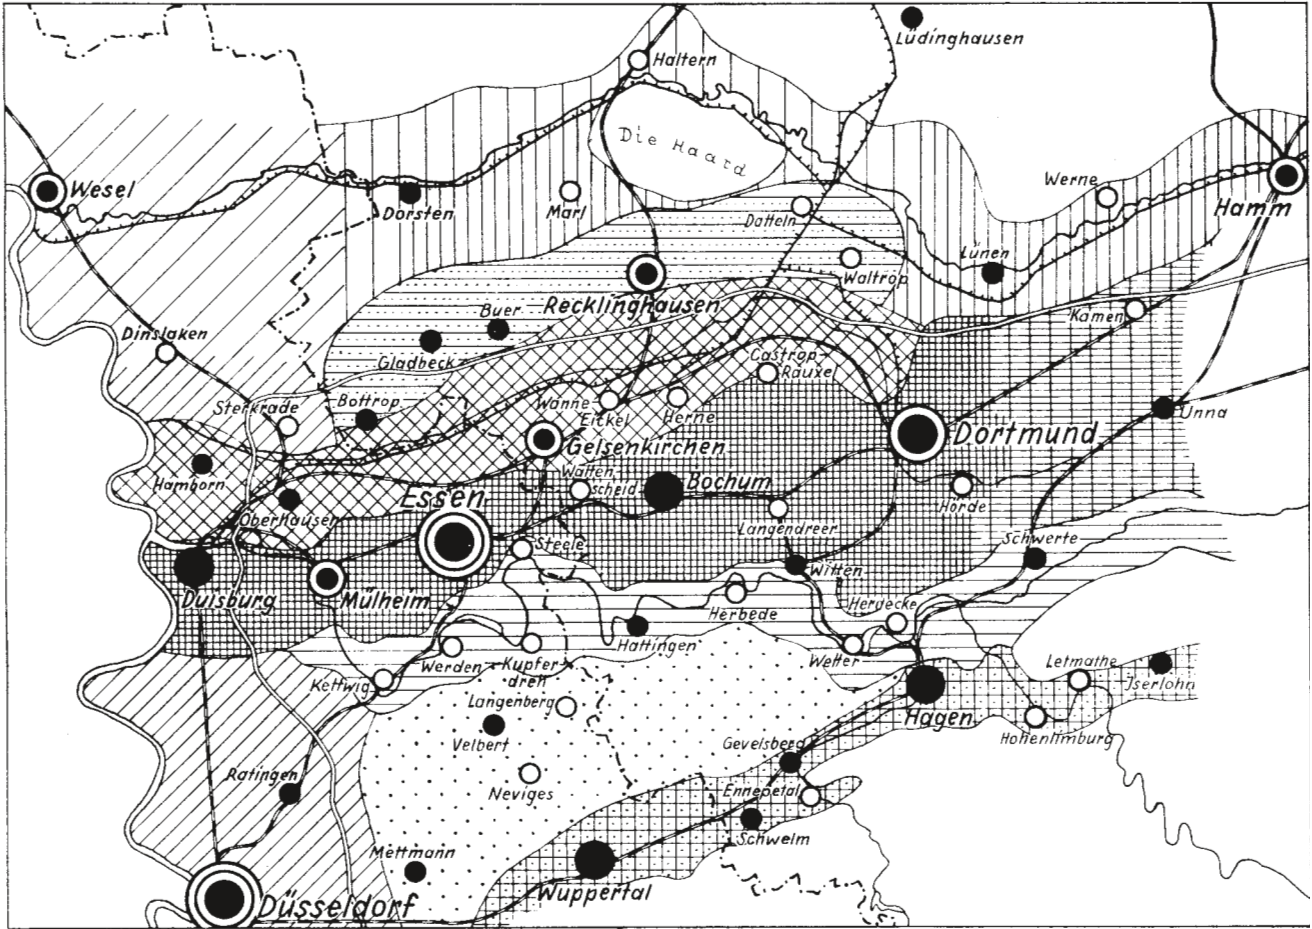 Lüdinghausen
Haltern
Die Haard
Wesel
Dorsten
Marl
Datteln
Werne
Hamm
Waltrop
Lünen
Recklinghausen
Buer
Kamen
Dinslaken
Gladbeck
Castrop
Rauxel
Sterkrade
Bottrop
Wanne
Eickel
Herne
Unna
Gelsenkirchen
Dortmund
Hamborn
Watten
scheid
Bochum
Essen
Hörde
Oberhausen
Langendreer
Steele
Schwerte
Witten
Duisburg
Mülheim
Herbede
Herdecke
Hattingen
Werden
Kupfer
dreh
Wetter
Letmathe
Kettwig
Iserlohn
Langenberg
Hagen
Velbert
Hohenlimburg
Gevelsberg
Ratingen
Neviges
Ennepetal
Schwelm
Mettmann
Wuppertal
Düsseldorf